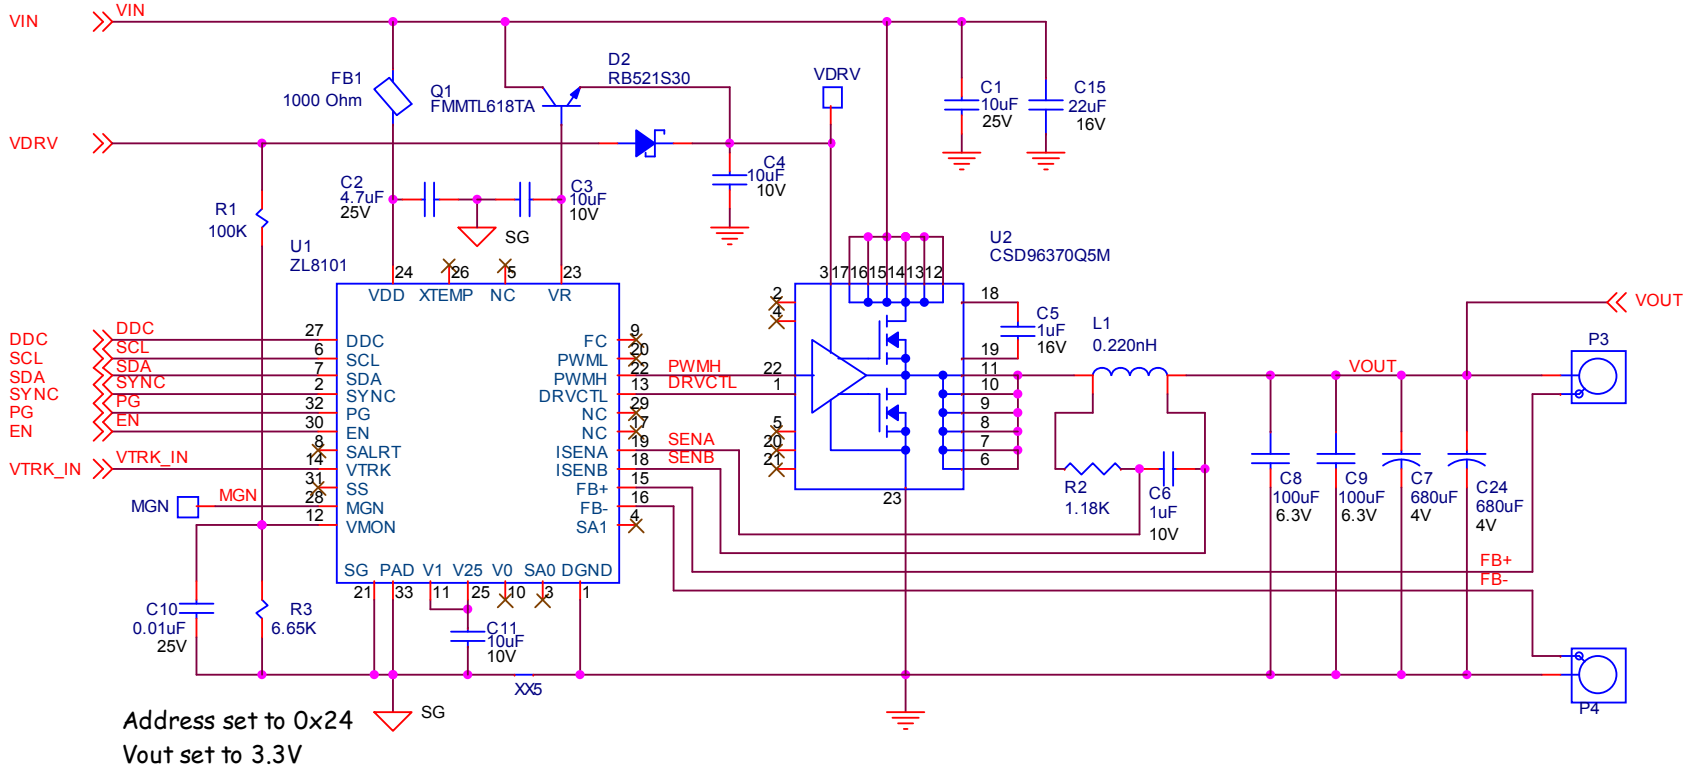 VIN
VIN
FB1
1000 Ohm
Q1
FMMTL618TA
D2
RB521S30
VDRV
C1
10uF
25V
C15
22uF
16V
VDRV
C2
4.7uF
25V
C3
10uF
10V
C4
10uF
10V
R1
100K
SG
U1
ZL8101
U2
CSD96370Q5M
24
26
5
23
VDD
XTEMP
NC
VR
3
17
16
15
14
13
12
DDC
DDC
27
DDC
SCL
SCL
6
SCL
SDA
SDA
7
SDA
SYNC
SYNC
2
SYNC
PG
PG
32
PG
EN
EN
30
EN
8
SALRT
VTRK_IN
VTRK_IN
14
VTRK
31
SS
MGN
MGN
28
MGN
12
VMON
FC
9
PWML
20
PWMH
22
PWMH
22
DRVCTL
13
DRVCTL
1
NC
29
NC
17
ISENA
19
SENA
ISENB
18
SENB
FB+
15
FB-
16
SA1
4
2
4
5
20
21
18
19
11
10
9
8
7
6
23
C5
1uF
16V
L1
0.220nH
R2
1.18K
C6
1uF
10V
VOUT
VOUT
P3
C8
100uF
6.3V
C9
100uF
6.3V
C7
680uF
4V
C24
680uF
4V
FB+
FB-
SG
PAD
V1
V25
V0
SA0
DGND
21
33
11
25
10
3
1
C10
0.01uF
25V
R3
6.65K
C11
10uF
10V
XX5
SG
P4
Address set to 0x24
Vout set to 3.3V